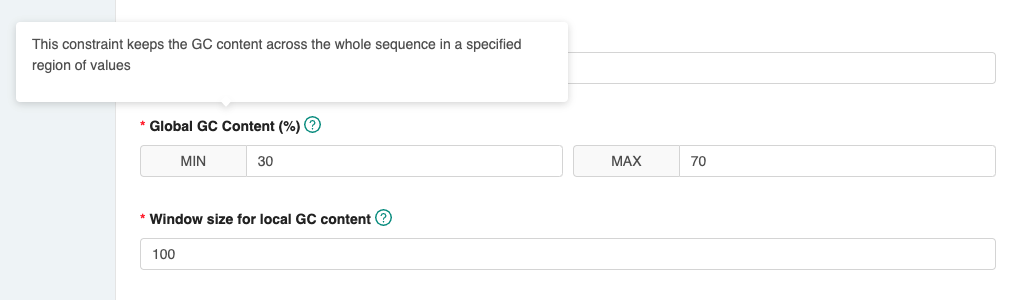 This constraint keeps the GC content across the whole sequence in a specified
region of values
* Global GC Content (%) ?
MIN 30 MAX 70
* Window size for local GC content ?
100